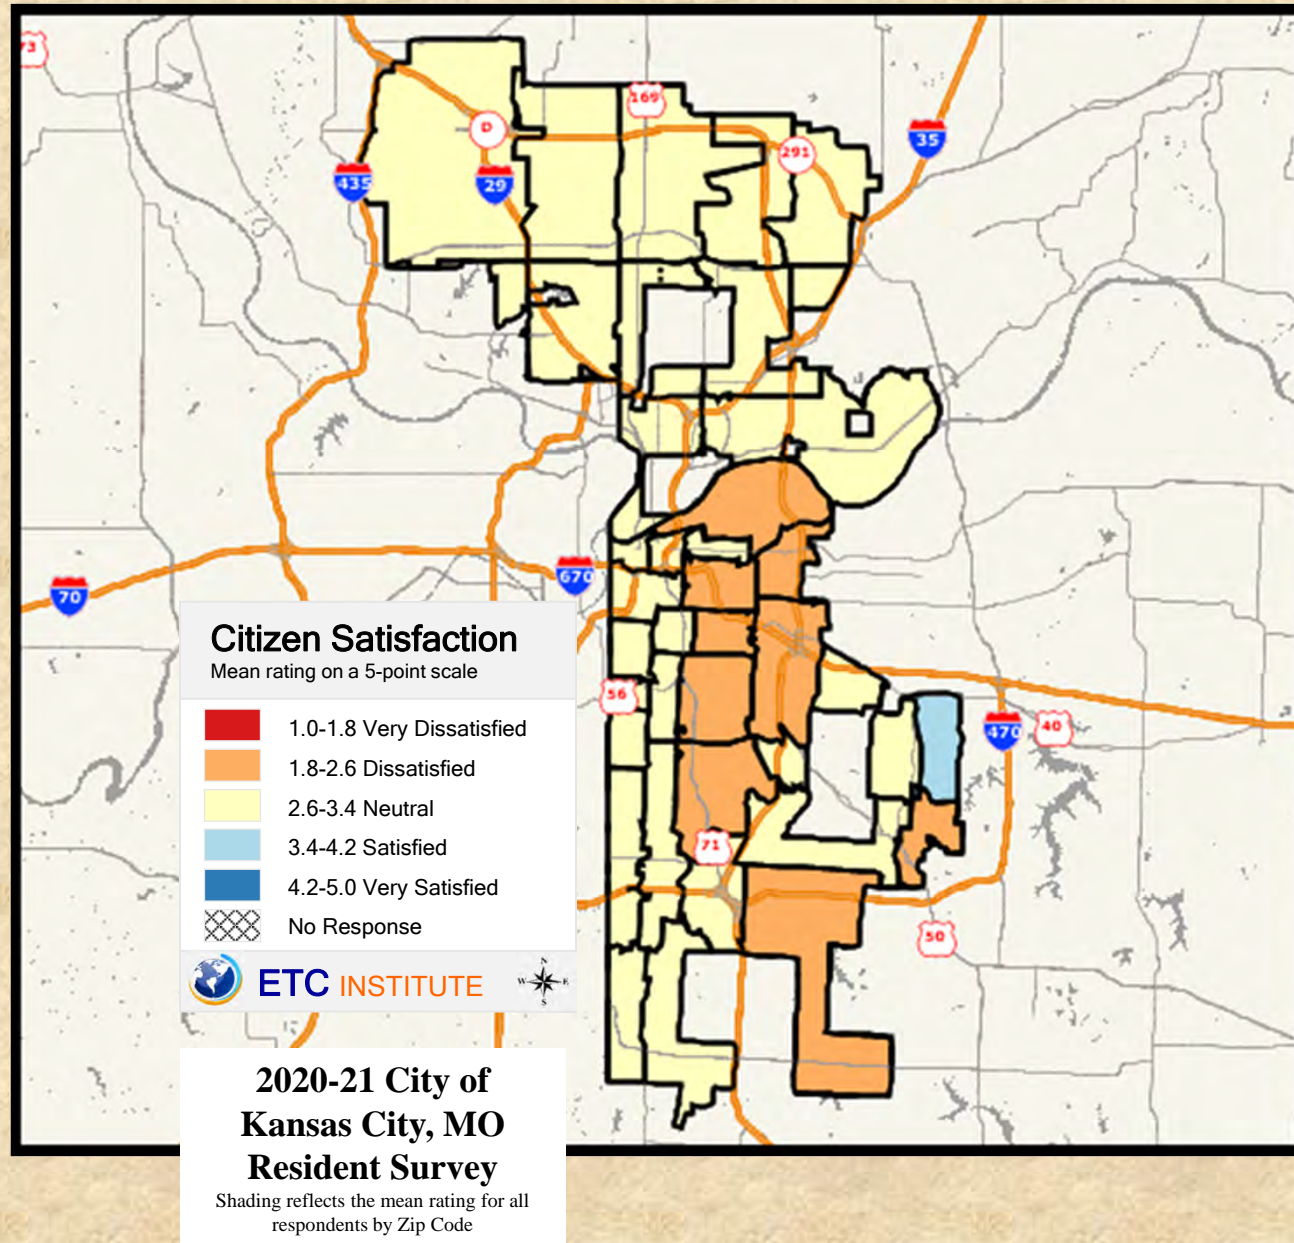 73
169
D
291
35
435
29
70
670
Citizen Satisfaction
Mean rating on a 5-point scale
1.0-1.8 Very Dissatisfied
1.8-2.6 Dissatisfied
2.6-3.4 Neutral
3.4-4.2 Satisfied
4.2-5.0 Very Satisfied
No Response
ETC INSTITUTE
N
W E
S
56
470
40
71
50
2020-21 City of
Kansas City, MO
Resident Survey
Shading reflects the mean rating for all
respondents by Zip Code